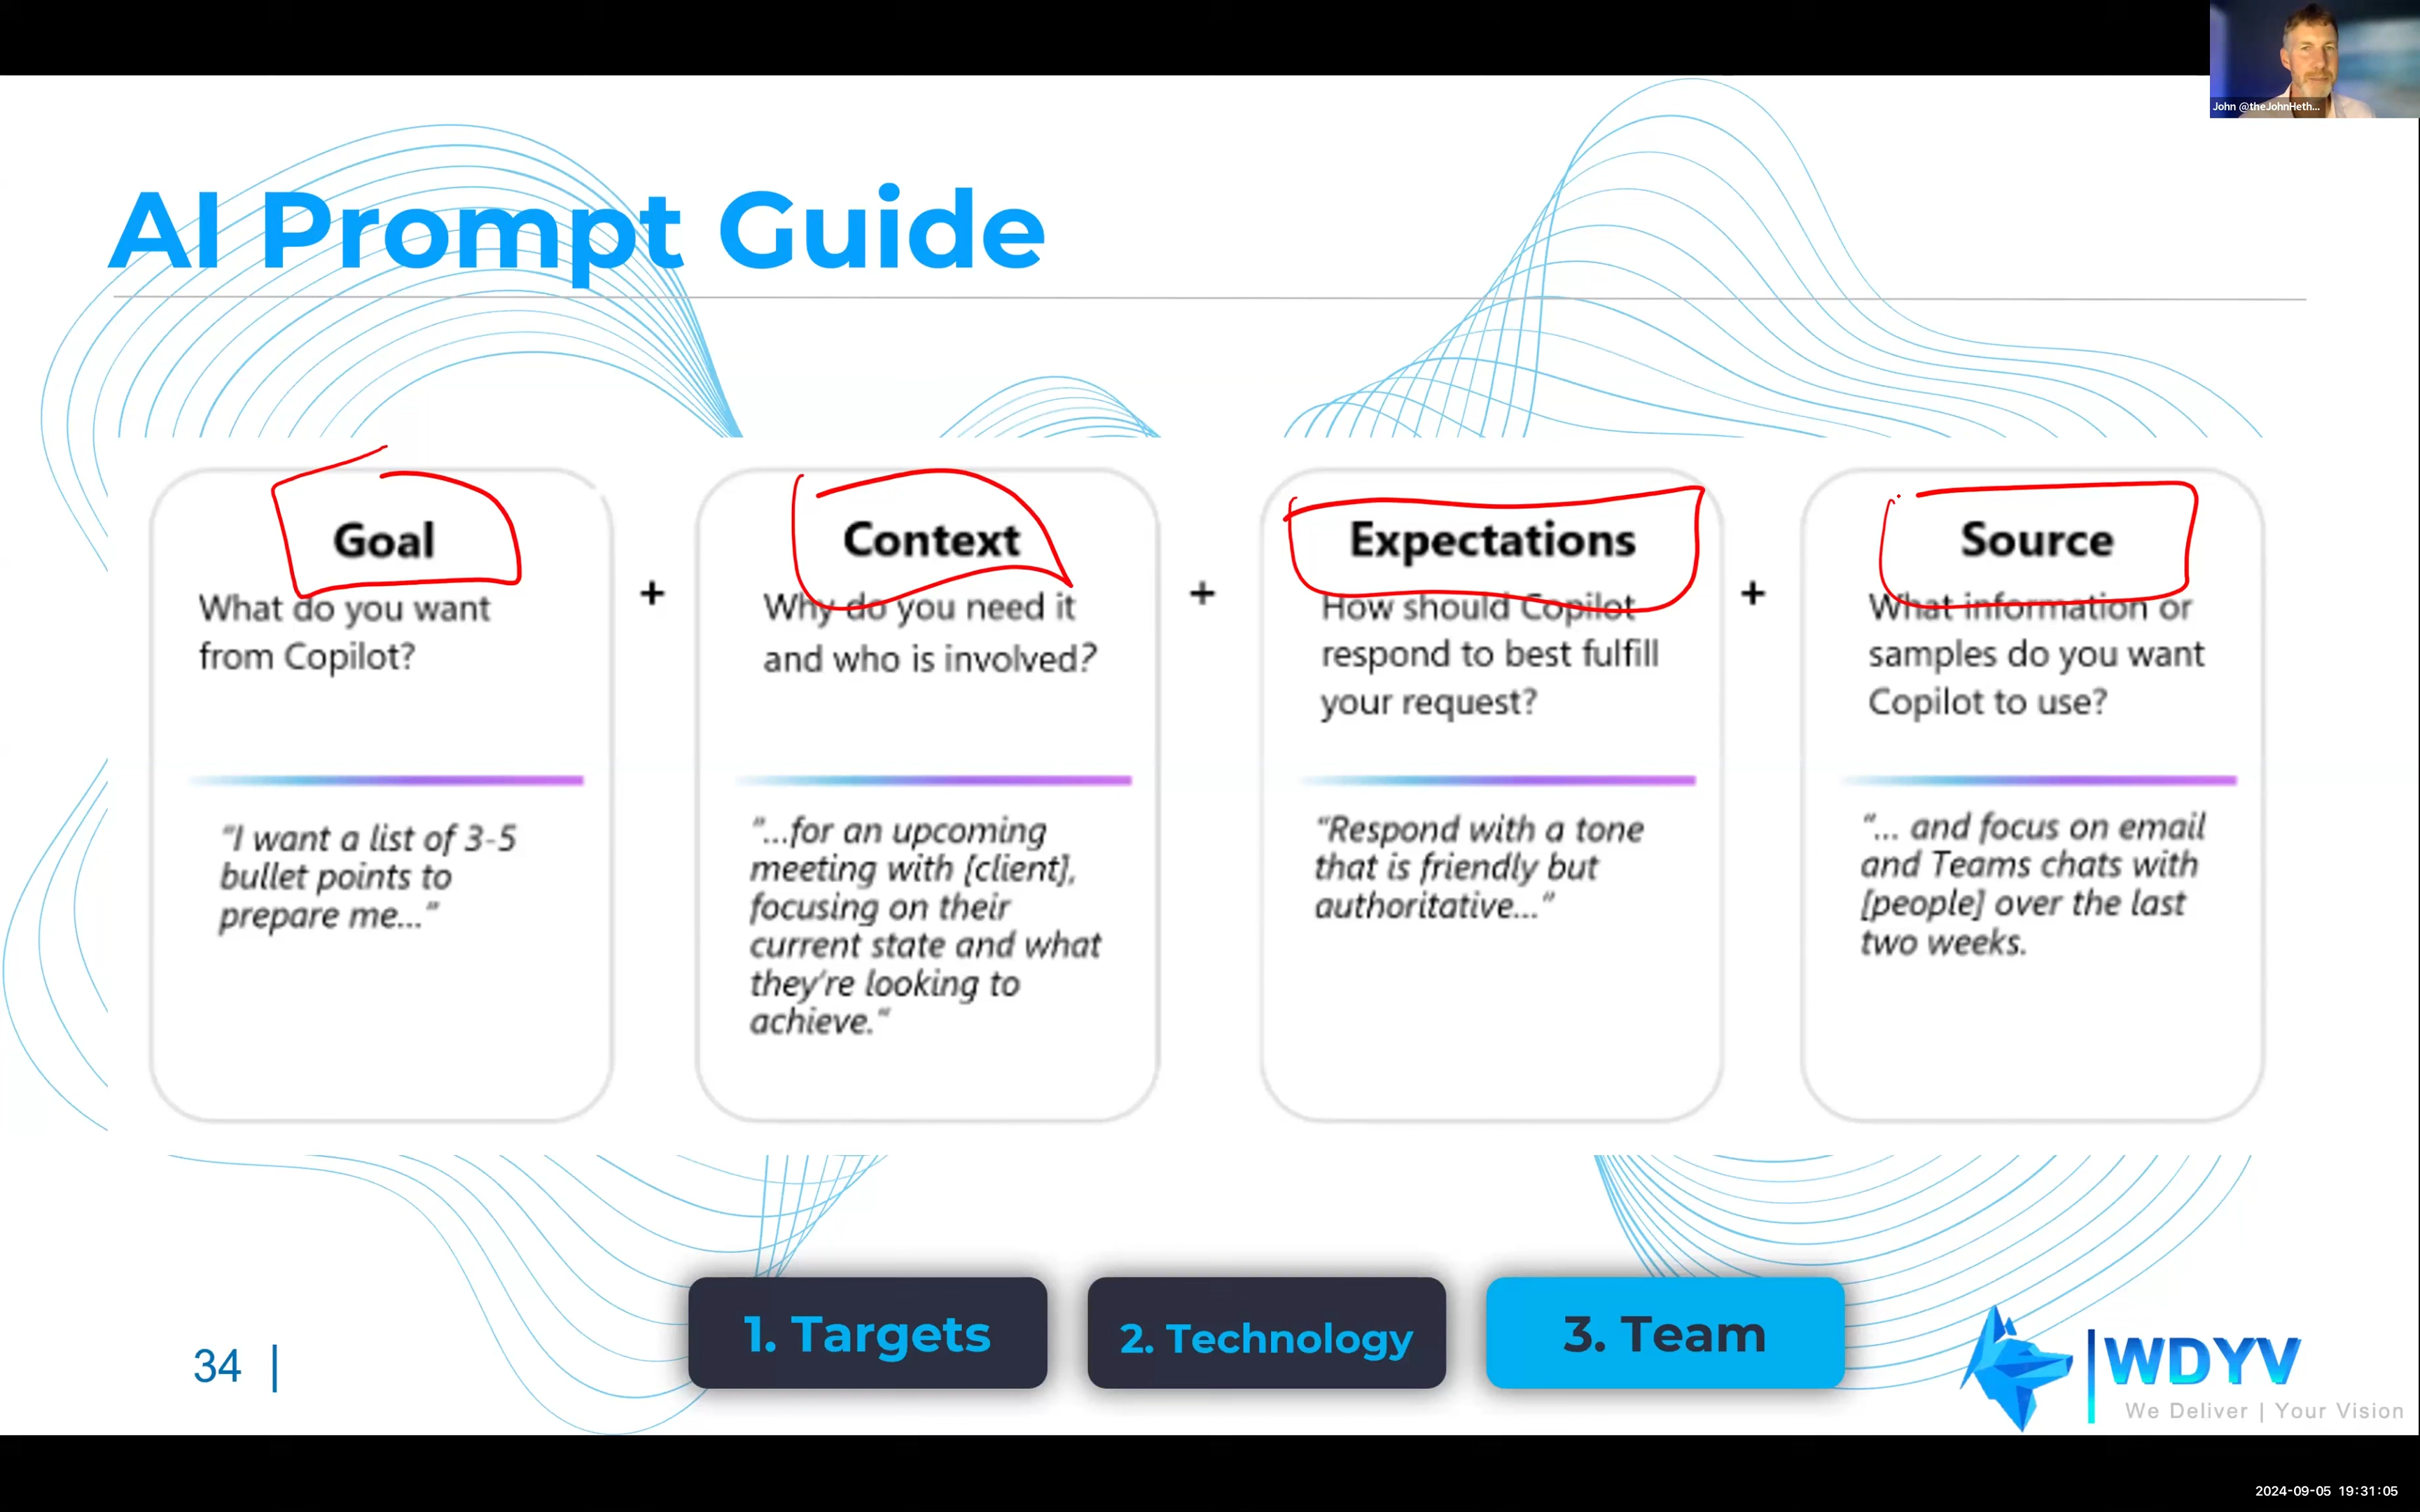 John @theJohnHeth...
AI Prompt Guide
Goal
What do you want
from Copilot?
"I want a list of 3-5
bullet points to
prepare me..."
+
Context
Why do you need it
and who is involved?
"...for an upcoming
meeting with [client],
focusing on their
current state and what
they're looking to
achieve."
+
Expectations
How should Copilot
respond to best fulfill
your request?
"Respond with a tone
that is friendly but
authoritative..."
+
Source
What information or
samples do you want
Copilot to use?
"... and focus on email
and Teams chats with
[people] over the last
two weeks.
1. Targets
2. Technology
3. Team
34 |
WDYV
We Deliver | Your Vision
2024-09-05 19:31:05